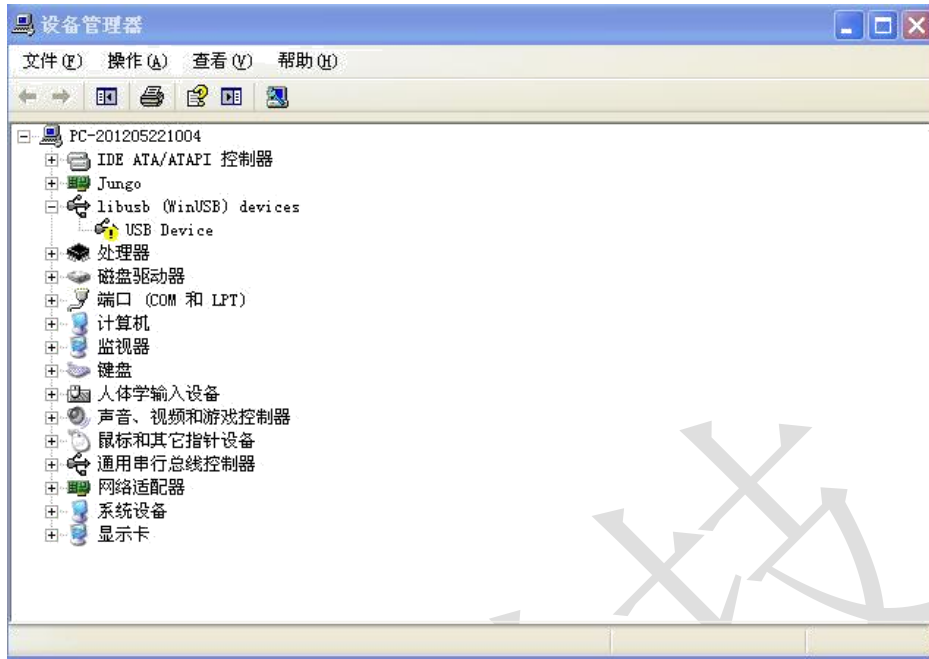 设备管理器
文件(F) 操作(A) 查看(V) 帮助(H)
PC-201205221004
IDE ATA/ATAPI 控制器
Jungo
libusb (WinUSB) devices
USB Device
处理器
磁盘驱动器
端口 (COM 和 LPT)
计算机
监视器
键盘
人体学输入设备
声音、视频和游戏控制器
鼠标和其它指针设备
通用串行总线控制器
网络适配器
系统设备
显示卡